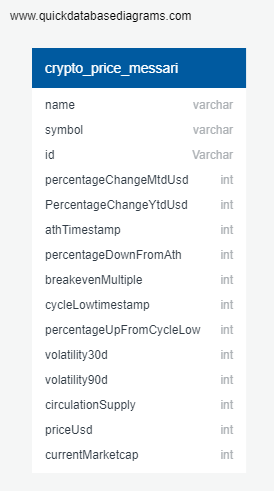 www.quickdatabasediagrams.com
crypto_price_messari
name varchar
symbol varchar
id Varchar
percentageChangeMtdUsd int
PercentageChangeYtdUsd int
athTimestamp int
percentageDownFromAth int
breakevenMultiple int
cycleLowtimestamp int
percentageUpFromCycleLow int
volatility30d int
volatility90d int
circulationSupply int
priceUsd int
currentMarketcap int